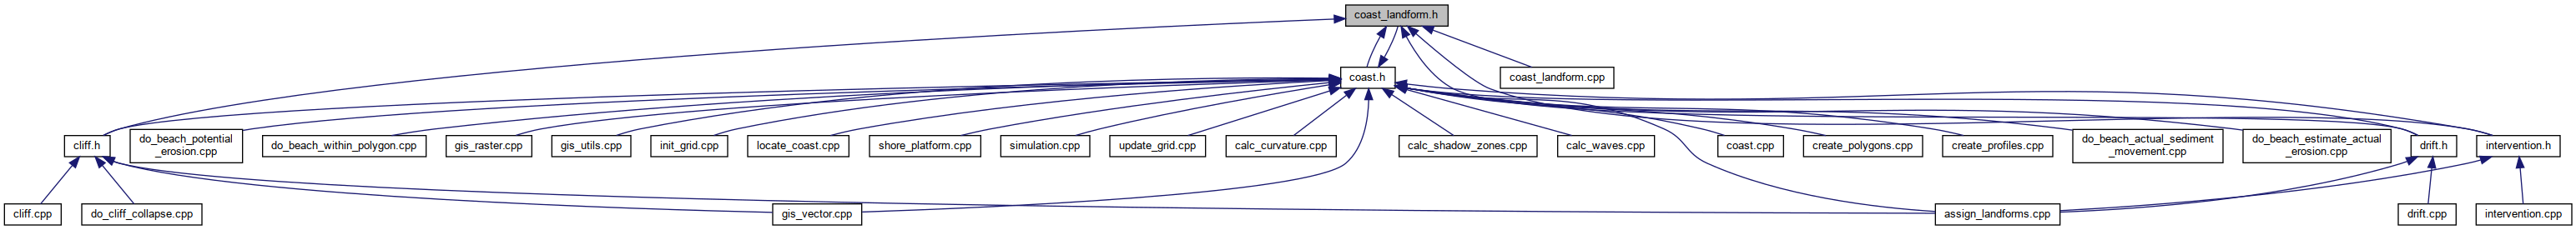 coast_landform.h
coast.h
coast_landform.cpp
cliff.h
do_beach_potential
_erosion.cpp
do_beach_within_polygon.cpp
gis_raster.cpp
gis_utils.cpp
init_grid.cpp
locate_coast.cpp
shore_platform.cpp
simulation.cpp
update_grid.cpp
calc_curvature.cpp
calc_shadow_zones.cpp
calc_waves.cpp
coast.cpp
create_polygons.cpp
create_profiles.cpp
do_beach_actual_sediment
_movement.cpp
do_beach_estimate_actual
_erosion.cpp
drift.h
intervention.h
cliff.cpp
do_cliff_collapse.cpp
gis_vector.cpp
assign_landforms.cpp
drift.cpp
intervention.cpp